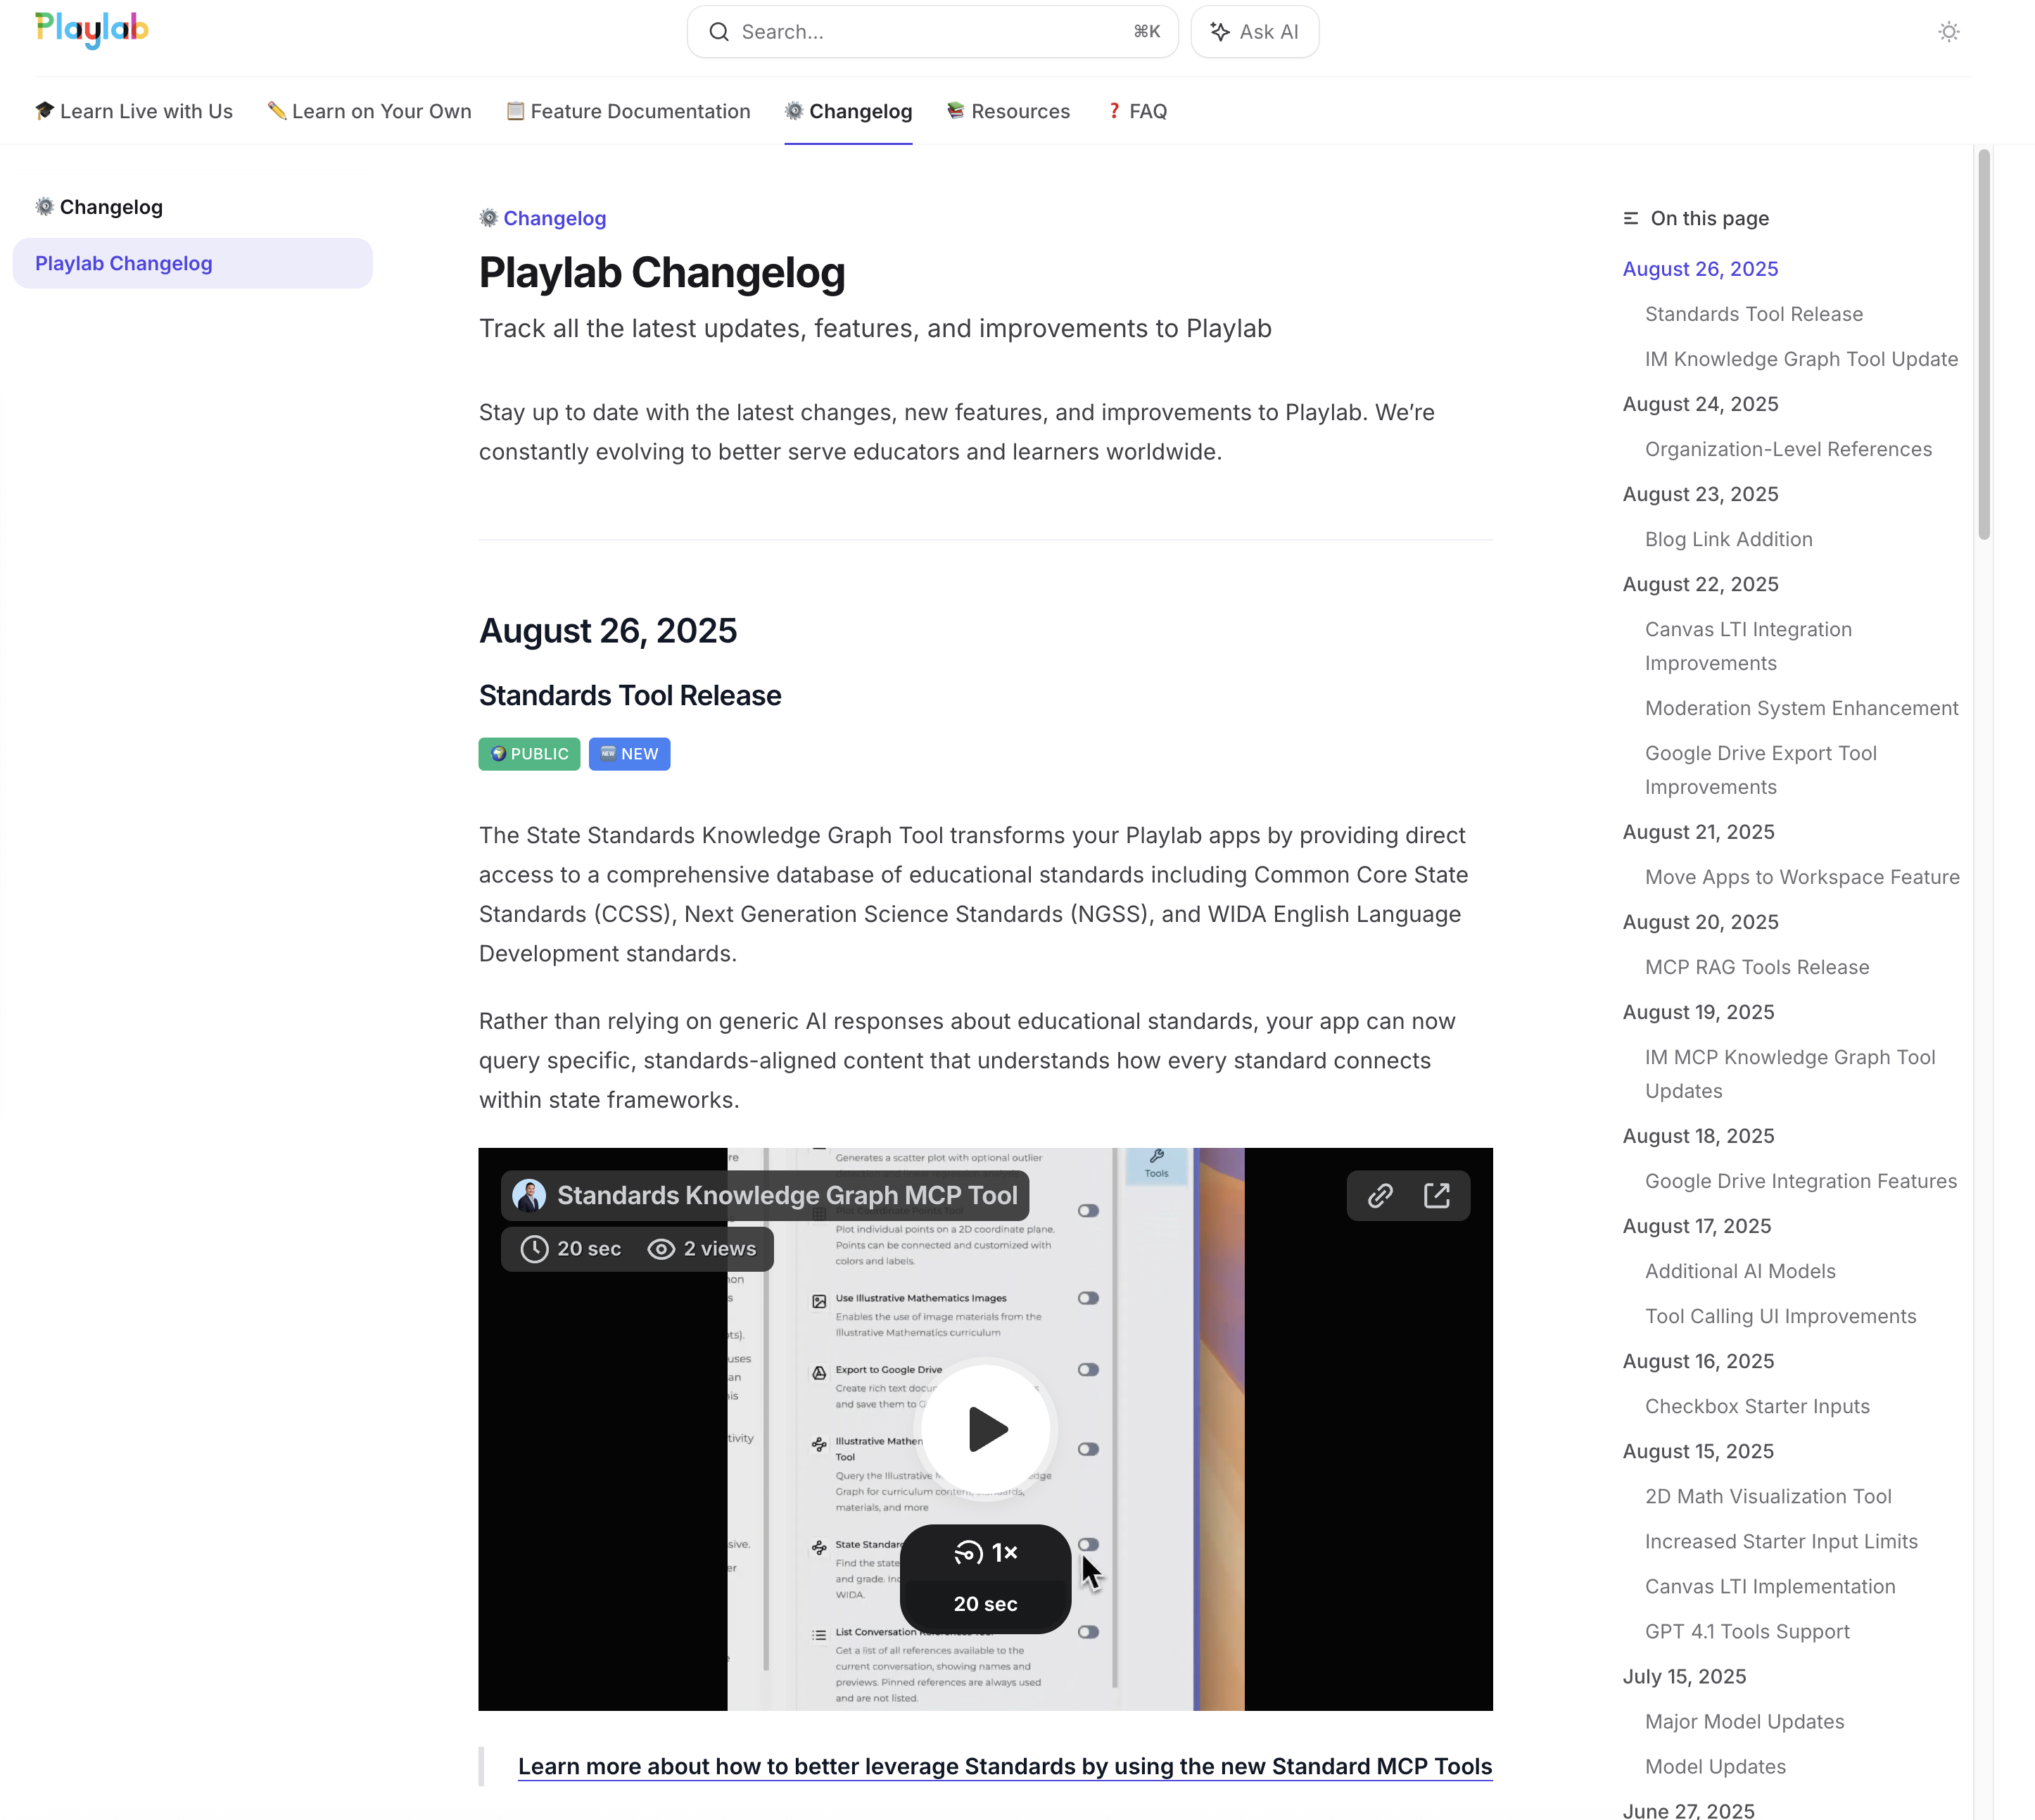 Playlab
Search...
⌘K
Ask AI
Learn Live with Us
Learn on Your Own
Feature Documentation
Changelog
Resources
FAQ
Changelog
Playlab Changelog
Changelog
Playlab Changelog
Track all the latest updates, features, and improvements to Playlab
Stay up to date with the latest changes, new features, and improvements to Playlab. We’re
constantly evolving to better serve educators and learners worldwide.
August 26, 2025
Standards Tool Release
PUBLIC
NEW
The State Standards Knowledge Graph Tool transforms your Playlab apps by providing direct
access to a comprehensive database of educational standards including Common Core State
Standards (CCSS), Next Generation Science Standards (NGSS), and WIDA English Language
Development standards.
Rather than relying on generic AI responses about educational standards, your app can now
query specific, standards-aligned content that understands how every standard connects
within state frameworks.
Generates a scatter plot with optional outlier
Tools
Standards Knowledge Graph MCP Tool
20 sec
2 views
Plot Coordinate Points Tool
Plot individual points on a 2D coordinate plane.
Points can be connected and customized with
colors and labels.
Use Illustrative Mathematics Images
Enables the use of image materials from the
Illustrative Mathematics curriculum
Export to Google Drive
Create rich text
and save them to
Illustrative
Tool
Query the Illustrative
Graph for curriculum content,
materials, and more
State
Find the state
and grade.
WIDA.
1×
20 sec
List Conversation
Get a list of all references available to the
current conversation, showing names and
previews. Pinned references are always used
and are not listed.
Learn more about how to better leverage Standards by using the new Standard MCP Tools
On this page
August 26, 2025
Standards Tool Release
IM Knowledge Graph Tool Update
August 24, 2025
Organization-Level References
August 23, 2025
Blog Link Addition
August 22, 2025
Canvas LTI Integration
Improvements
Moderation System Enhancement
Google Drive Export Tool
Improvements
August 21, 2025
Move Apps to Workspace Feature
August 20, 2025
MCP RAG Tools Release
August 19, 2025
IM MCP Knowledge Graph Tool
Updates
August 18, 2025
Google Drive Integration Features
August 17, 2025
Additional AI Models
Tool Calling UI Improvements
August 16, 2025
Checkbox Starter Inputs
August 15, 2025
2D Math Visualization Tool
Increased Starter Input Limits
Canvas LTI Implementation
GPT 4.1 Tools Support
July 15, 2025
Major Model Updates
Model Updates
June 27, 2025